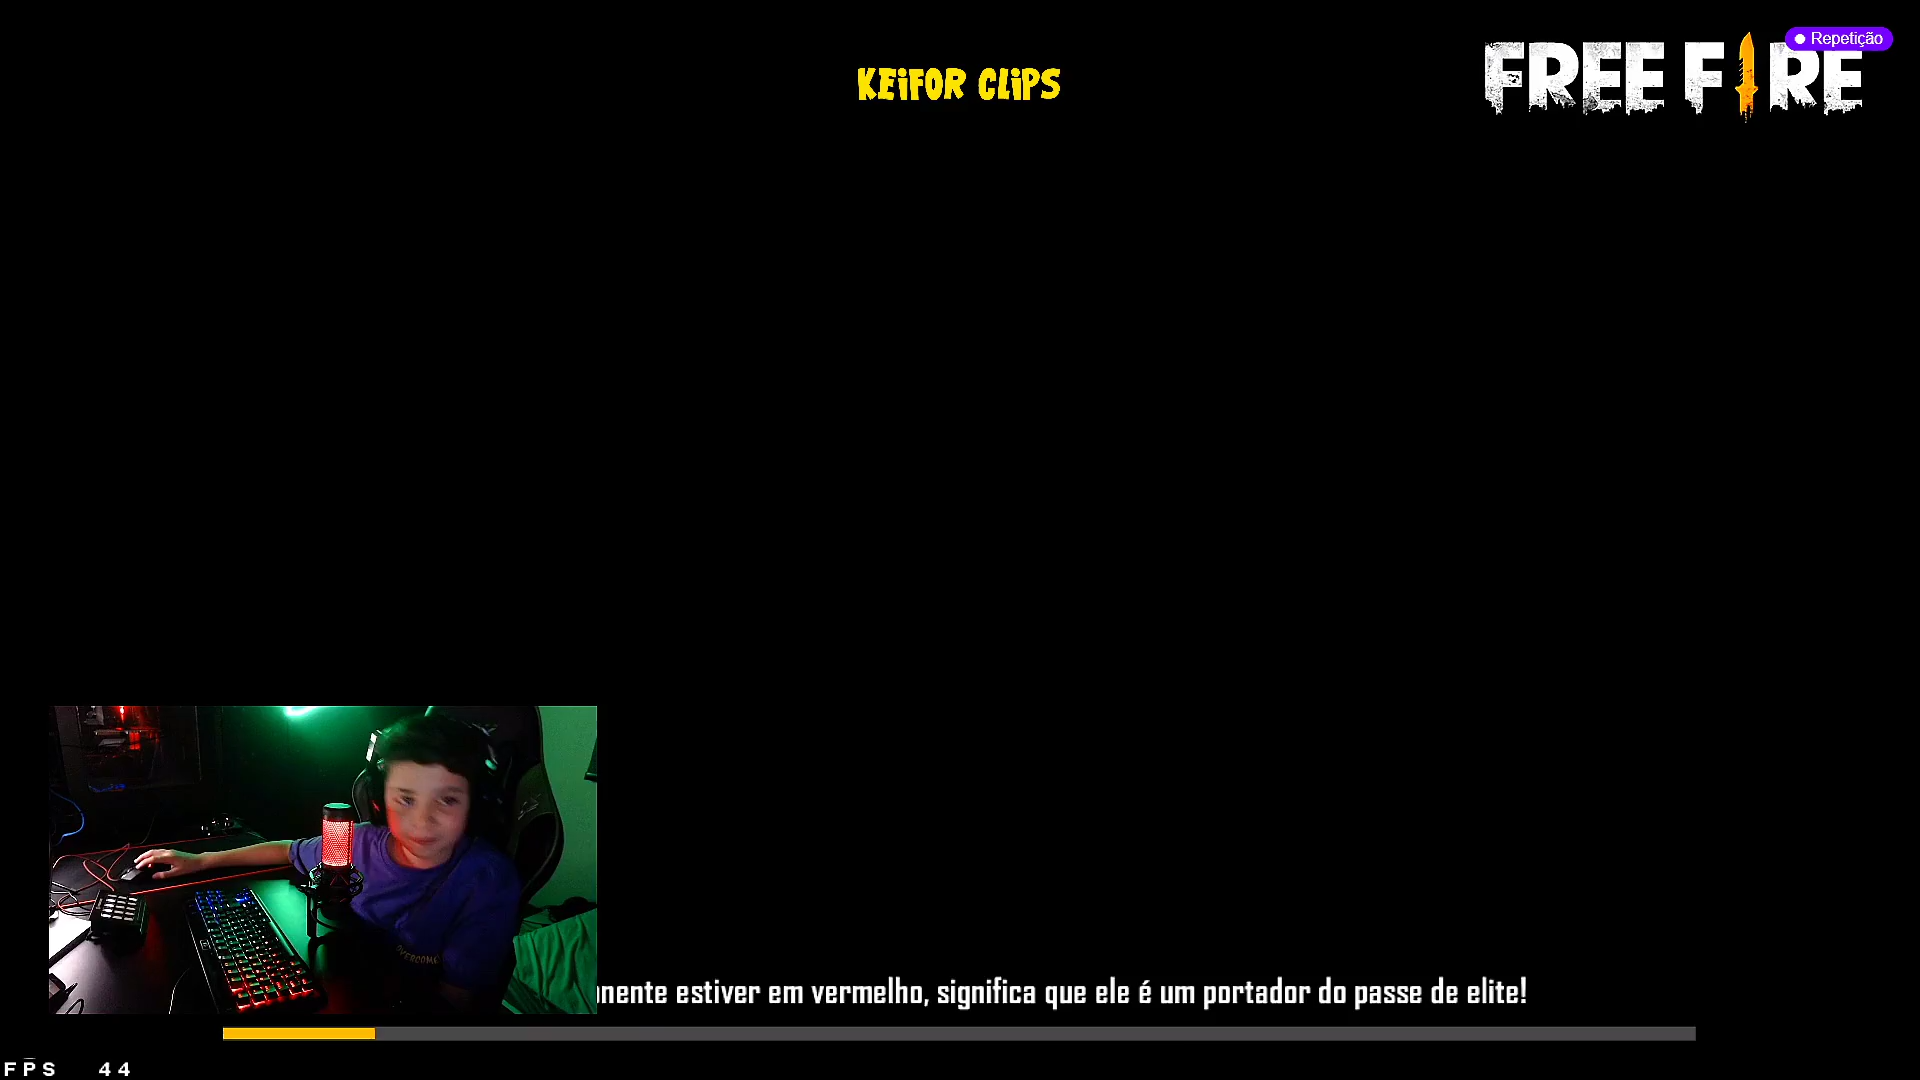 KEiFOR CLiPS
FREE FIRE
Repetição
OVERCOME
estiver em vermelho, significa que ele é um portador do passe de elite!
FPS 44